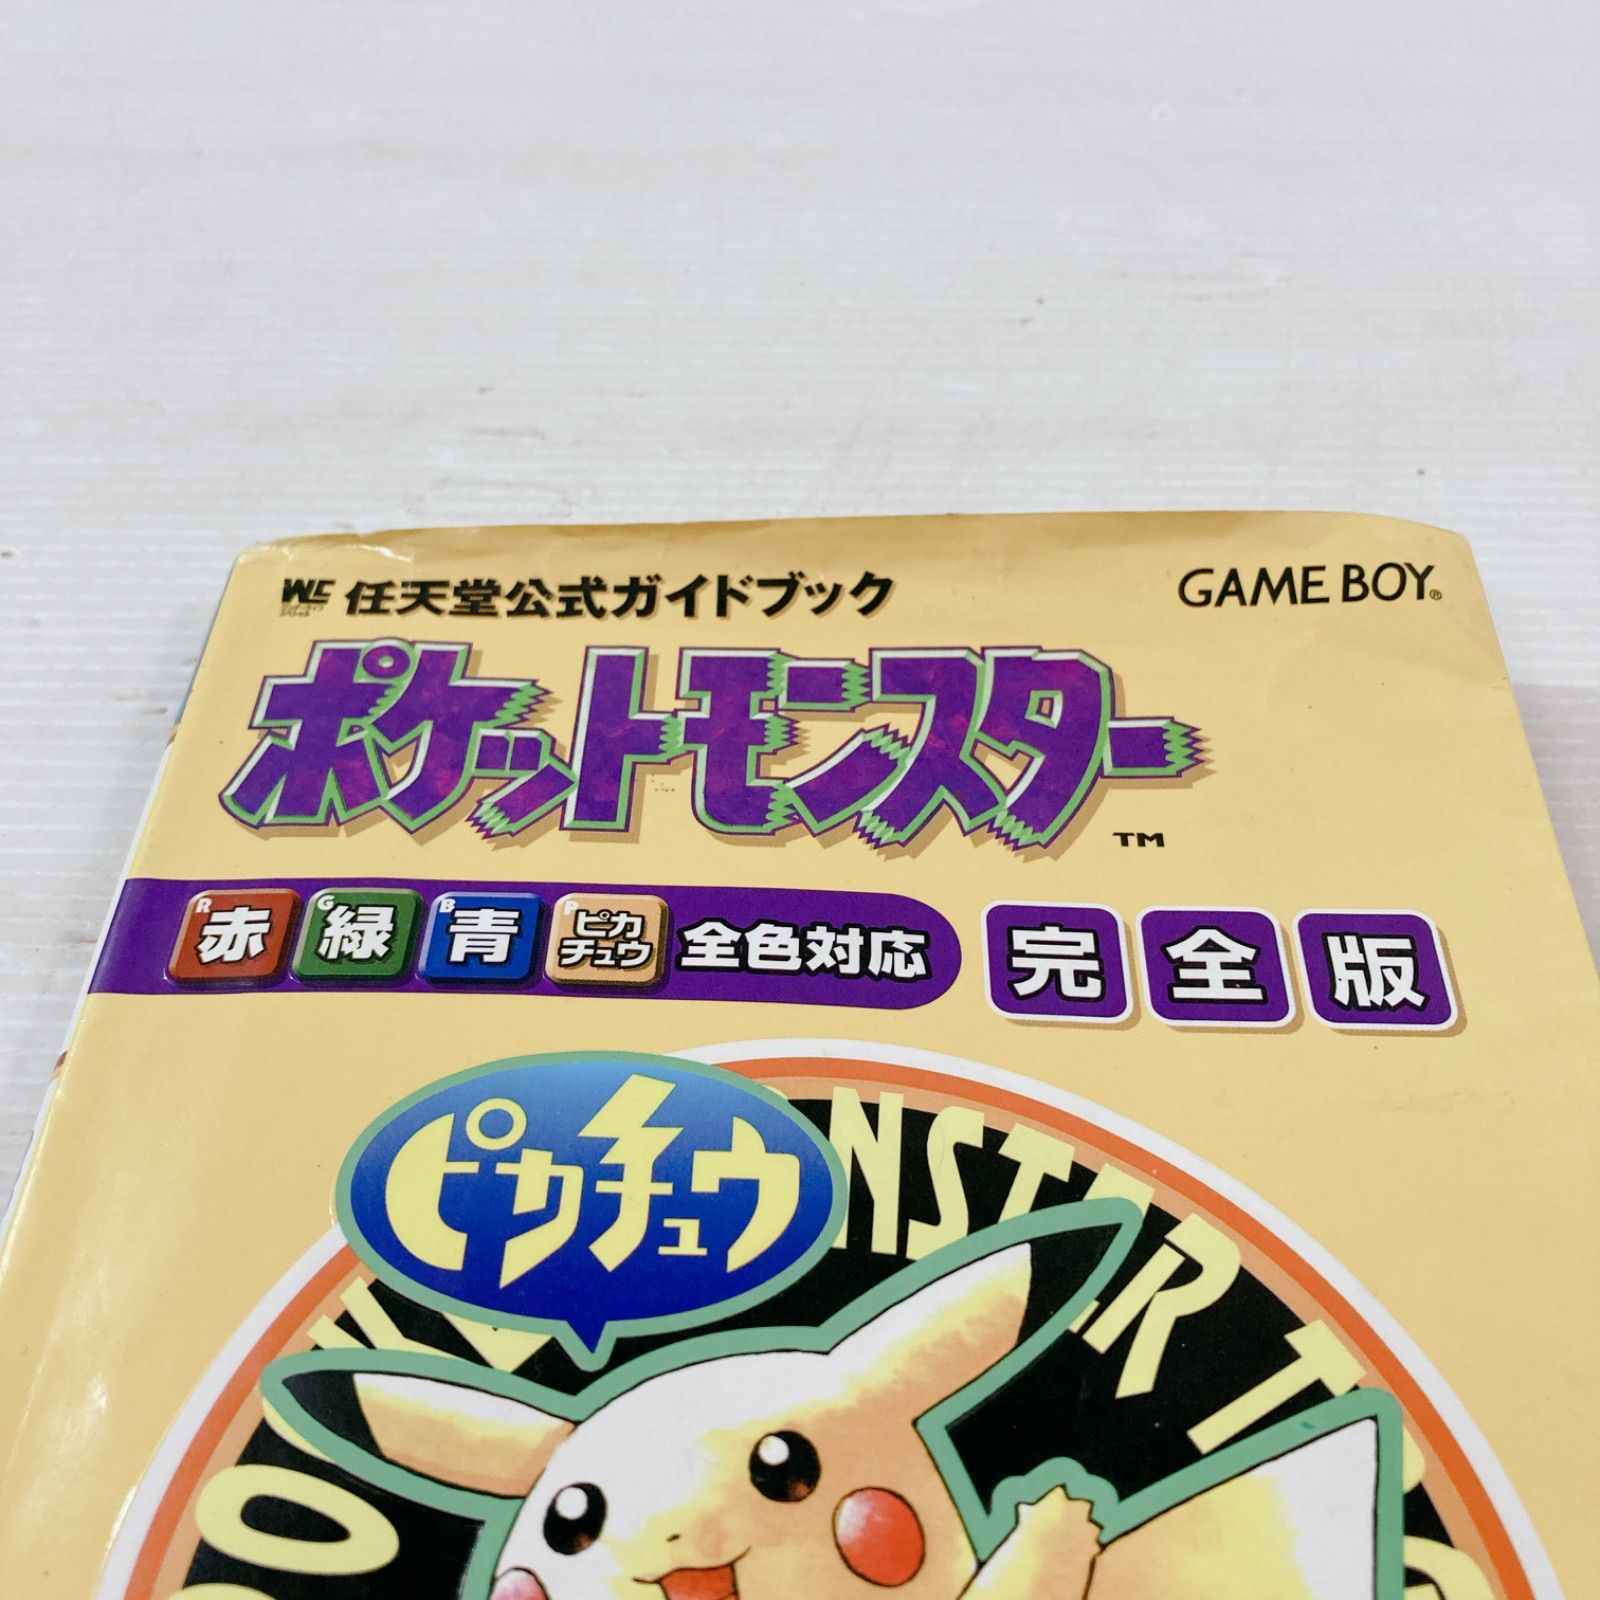 任天堂公式ガイドブック
GAME BOY®
ポケットモンスター
TM
R 赤 G 緑 B 青 P ピカチュウ 全色対応
完全版
ピカチュウ